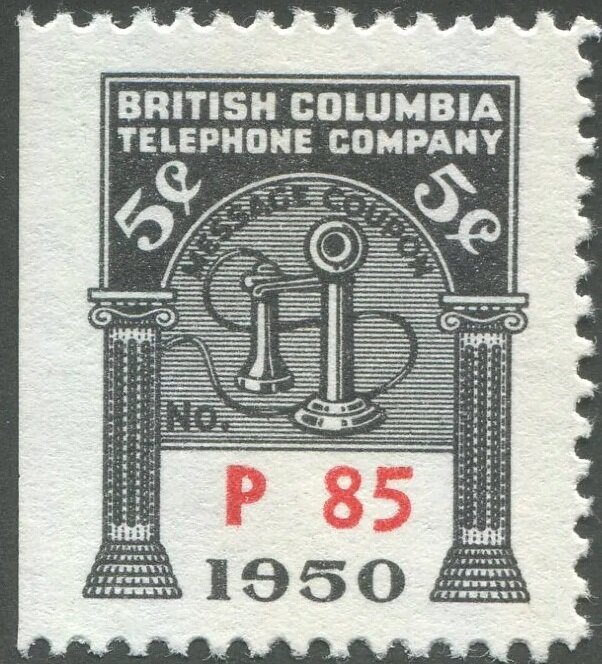 BRITISH COLUMBIA
TELEPHONE COMPANY
5¢ 5¢
MESSAGE COUPON
No.
P 85
1950